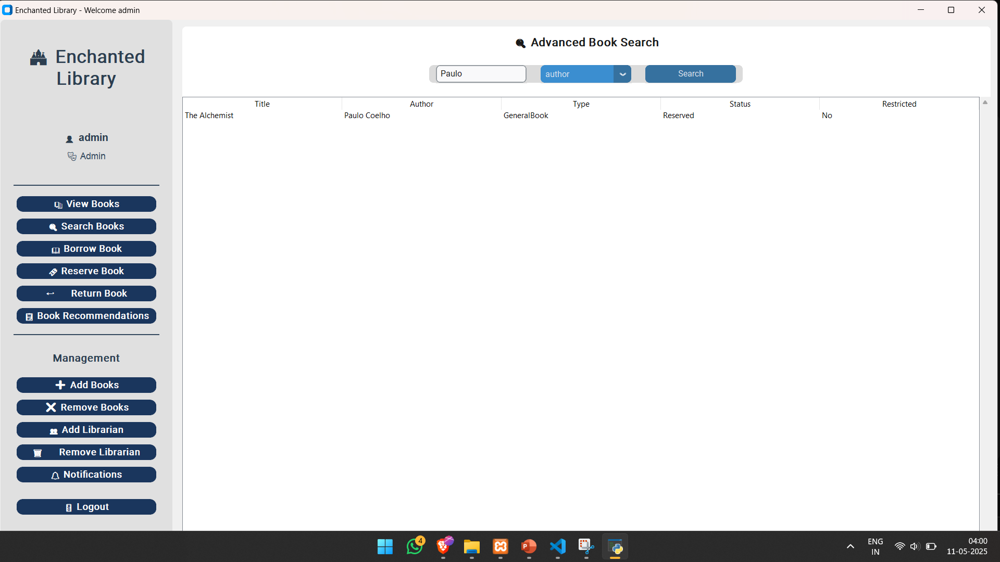 Enchanted Library - Welcome admin
Enchanted
Library
admin
Admin
View Books
Search Books
Borrow Book
Reserve Book
Return Book
Book Recommendations
Management
Add Books
Remove Books
Add Librarian
Remove Librarian
Notifications
Logout
Advanced Book Search
Paulo author Search
Title Author Type Status Restricted
The Alchemist Paulo Coelho GeneralBook Reserved No
4
P
ENG
IN
04:00
11-05-2025